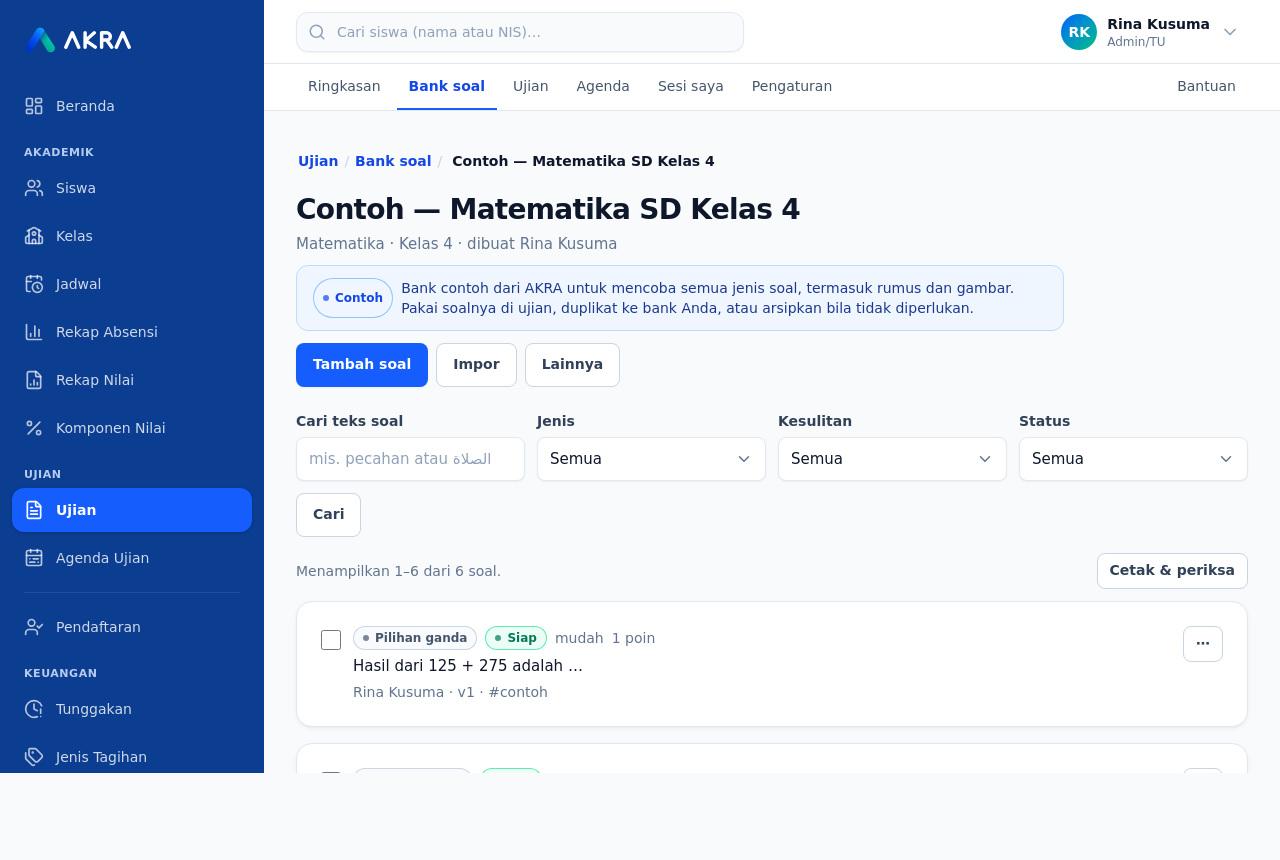 AKRA
Cari siswa (nama atau NIS)…
RK
Rina Kusuma
Admin/TU
Ringkasan
Bank soal
Ujian
Agenda
Sesi saya
Pengaturan
Bantuan
Beranda
AKADEMIK
Siswa
Kelas
Jadwal
Rekap Absensi
Rekap Nilai
Komponen Nilai
UJIAN
Ujian
Agenda Ujian
Pendaftaran
KEUANGAN
Tunggakan
Jenis Tagihan
Ujian / Bank soal / Contoh — Matematika SD Kelas 4
Contoh — Matematika SD Kelas 4
Matematika · Kelas 4 · dibuat Rina Kusuma
Contoh
Bank contoh dari AKRA untuk mencoba semua jenis soal, termasuk rumus dan gambar.
Pakai soalnya di ujian, duplikat ke bank Anda, atau arsipkan bila tidak diperlukan.
Tambah soal
Impor
Lainnya
Cari teks soal
mis. pecahan atau الصلاة
Jenis
Semua
Kesulitan
Semua
Status
Semua
Cari
Menampilkan 1–6 dari 6 soal.
Cetak & periksa
Pilihan ganda
Siap
mudah
1 poin
…
Hasil dari 125 + 275 adalah …
Rina Kusuma · v1 · #contoh